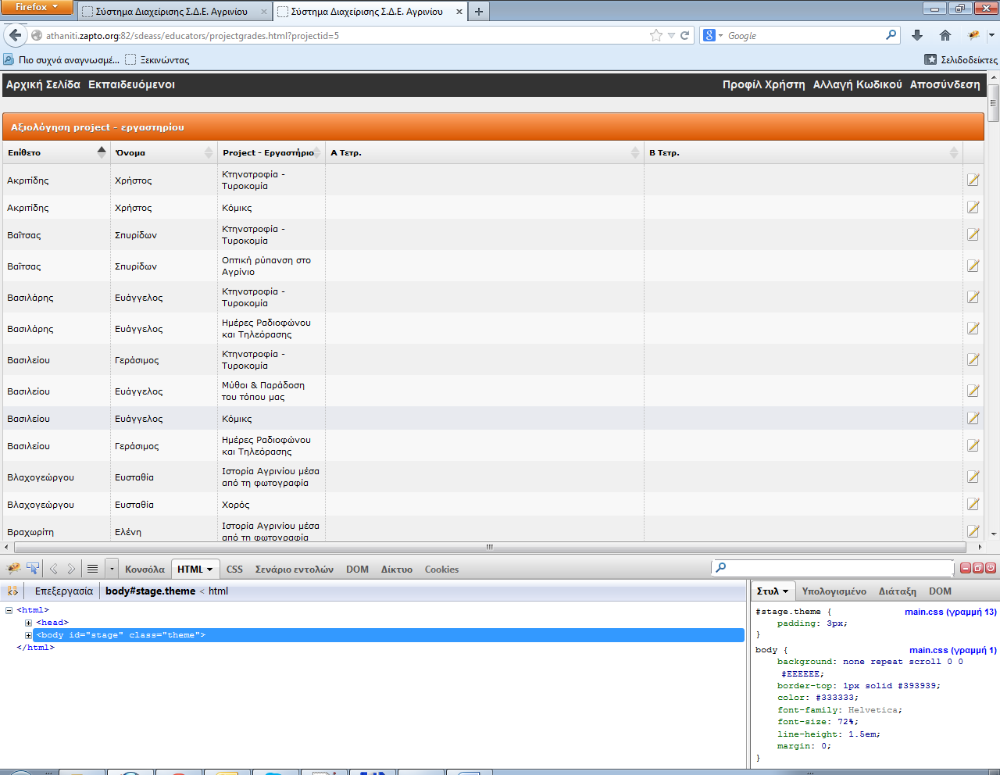 Firefox
Σύστημα Διαχείρισης Σ.Δ.Ε. Αγρινίου
Σύστημα Διαχείρισης Σ.Δ.Ε. Αγρινίου
athaniti.zapto.org:82/sdeass/educators/projectgrades.html?projectid=5
Google
Πιο συχνά αναγνωσμέ... Ξεκινώντας
Σελιδοδείκτες
Αρχική Σελίδα Εκπαιδευόμενοι Προφίλ Χρήστη Αλλαγή Κωδικού Αποσύνδεση
Αξιολόγηση project - εργαστηρίου
Επίθετο Όνομα Project - Εργαστήριο Α Τετρ. Β Τετρ.
Ακριτίδης Χρήστος Κτηνοτροφία -
Τυροκομία
Ακριτίδης Χρήστος Κόμικς
Βαΐτσας Σπυρίδων Κτηνοτροφία -
Τυροκομία
Βαΐτσας Σπυρίδων Οπτική ρύπανση στο
Αγρίνιο
Βασιλάρης Ευάγγελος Κτηνοτροφία -
Τυροκομία
Βασιλάρης Ευάγγελος Ημέρες Ραδιοφώνου
και Τηλεόρασης
Βασιλείου Γεράσιμος Κτηνοτροφία -
Τυροκομία
Βασιλείου Ευάγγελος Μύθοι & Παράδοση
του τόπου μας
Βασιλείου Ευάγγελος Κόμικς
Βασιλείου Γεράσιμος Ημέρες Ραδιοφώνου
και Τηλεόρασης
Βλαχογεώργου Ευσταθία Ιστορία Αγρινίου μέσα
από τη φωτογραφία
Βλαχογεώργου Ευσταθία Χορός
Βραχωρίτη Ελένη Ιστορία Αγρινίου μέσα
από τη φωτογραφία
Κονσόλα HTML CSS Σενάριο εντολών DOM Δίκτυο Cookies
Επεξεργασία body#stage.theme < html
<html>
<head>
<body id="stage" class="theme">
</html>
Στυλ Υπολογισμένο Διάταξη DOM
#stage.theme { main.css (γραμμή 13)
padding: 3px;
}
body { main.css (γραμμή 1)
background: none repeat scroll 0 0
#EEEEEE;
border-top: 1px solid #393939;
color: #333333;
font-family: Helvetica;
font-size: 72%;
line-height: 1.5em;
margin: 0;
}